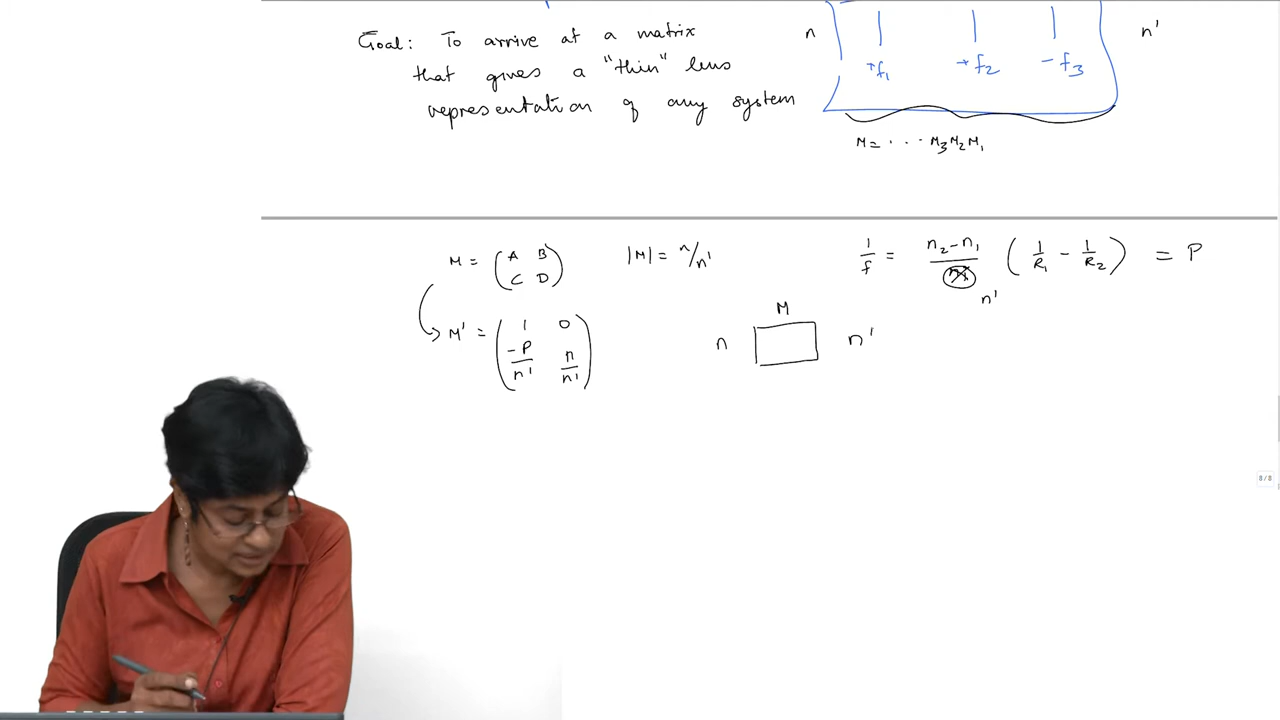 Goal: To arrive at a matrix
that gives a "thin" lens
representation of any system
n
+f₁ +f₂ -f₃
n'
M = . . . M₃M₂M₁
M = (A B
C D)
|M| = n/n'
1/f = (n₂-n₁)/ n' (1/R₁ - 1/R₂) = P
M' = (1 0
-P/n' n/n')
M
n n'
8/8